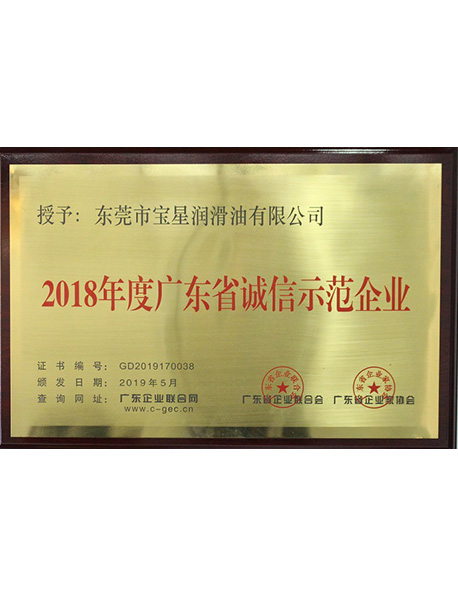 授予：东莞市宝星润滑油有限公司
2018年度广东省诚信示范企业
证书编号：GD2019170038
颁发日期：2019年5月
查询网址：广东企业联合网
www.c-gec.cn
广东省企业联合会 广东省企业家协会